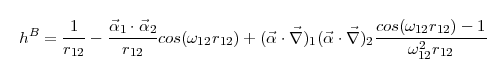 h^B = \frac{1}{r_{12}} - \frac{\vec{\alpha}_1 \cdot \vec{\alpha}_2}{r_{12}} cos(\omega_{12} r_{12}) + (\vec{\alpha} \cdot \vec{\nabla})_1 (\vec{\alpha} \cdot \vec{\nabla})_2 \frac{cos(\omega_{12} r_{12}) - 1}{\omega_{12}^2 r_{12}}